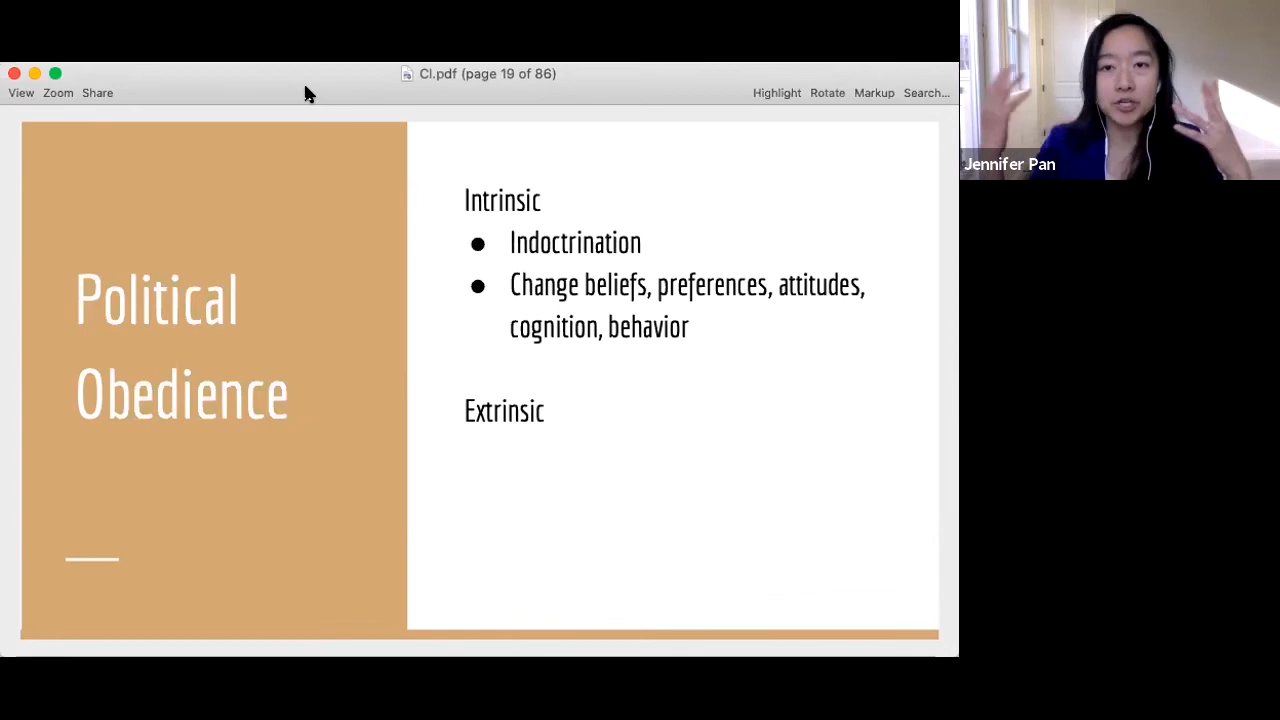 CI.pdf (page 19 of 86)
View Zoom Share
Highlight Rotate Markup Search...
Jennifer Pan
Political
Obedience
Intrinsic
● Indoctrination
● Change beliefs, preferences, attitudes,
cognition, behavior
Extrinsic